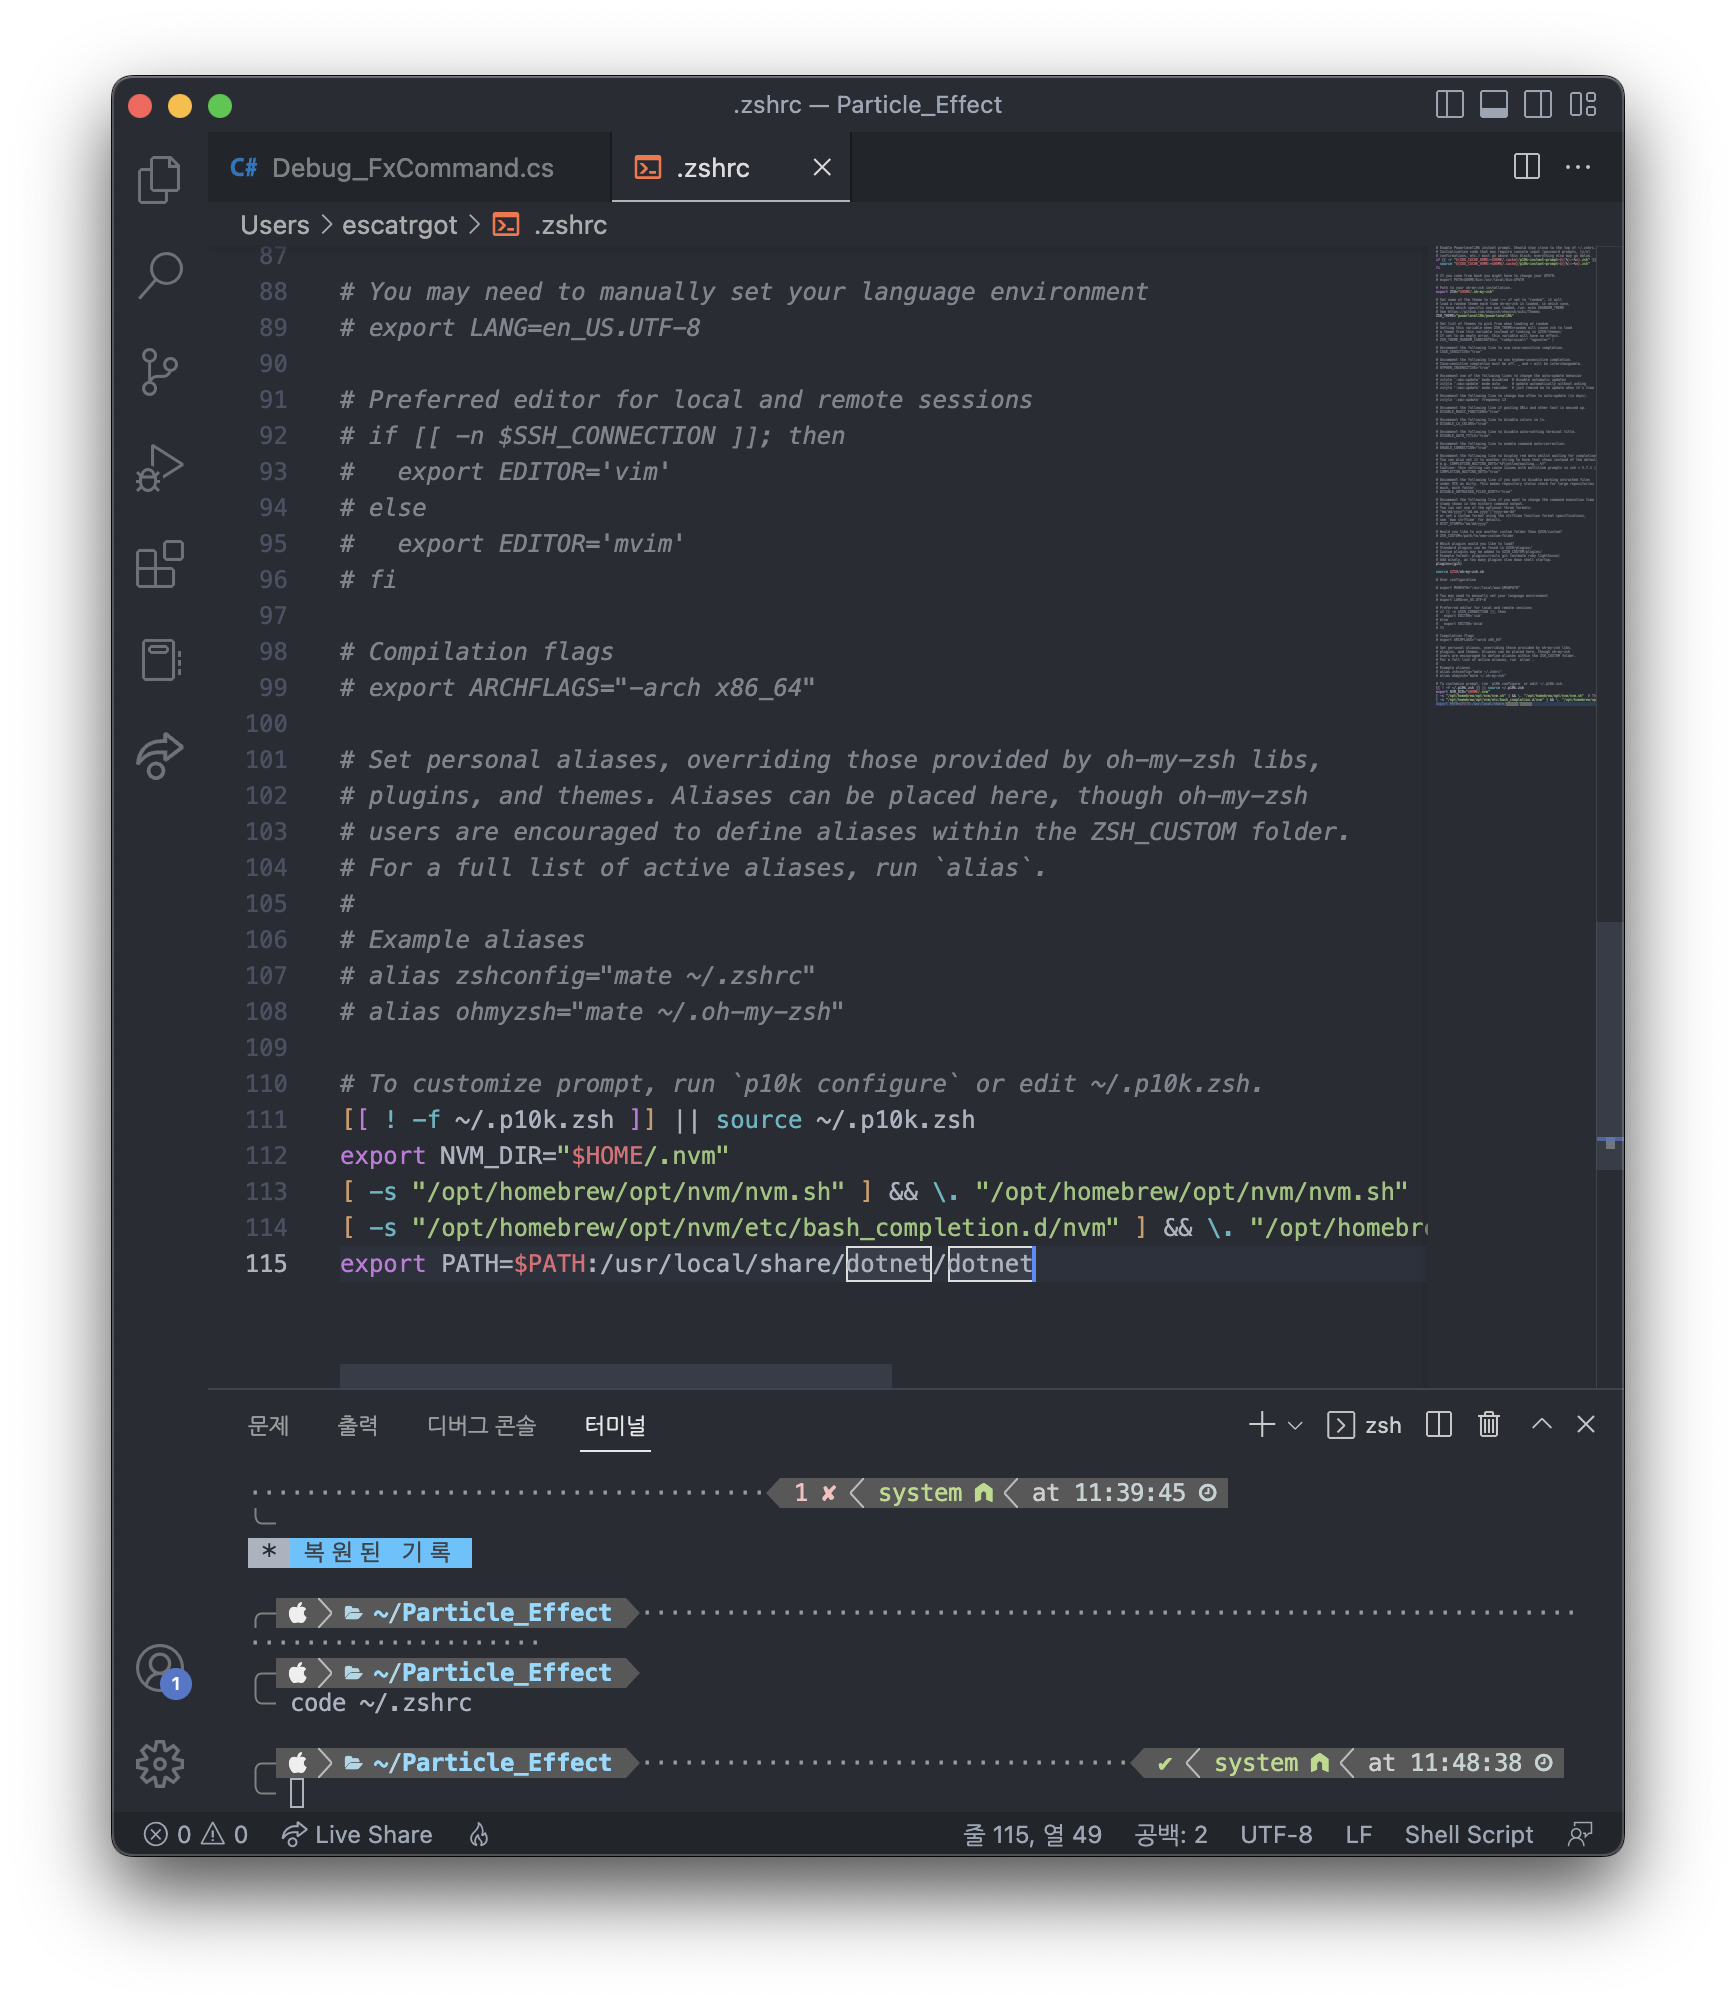 .zshrc — Particle_Effect
C# Debug_FxCommand.cs
.zshrc
Users > escatrgot > .zshrc
87
88 # You may need to manually set your language environment
89 # export LANG=en_US.UTF-8
90
91 # Preferred editor for local and remote sessions
92 # if [[ -n $SSH_CONNECTION ]]; then
93 #   export EDITOR='vim'
94 # else
95 #   export EDITOR='mvim'
96 # fi
97
98 # Compilation flags
99 # export ARCHFLAGS="-arch x86_64"
100
101 # Set personal aliases, overriding those provided by oh-my-zsh libs,
102 # plugins, and themes. Aliases can be placed here, though oh-my-zsh
103 # users are encouraged to define aliases within the ZSH_CUSTOM folder.
104 # For a full list of active aliases, run `alias`.
105 #
106 # Example aliases
107 # alias zshconfig="mate ~/.zshrc"
108 # alias ohmyzsh="mate ~/.oh-my-zsh"
109
110 # To customize prompt, run `p10k configure` or edit ~/.p10k.zsh.
111 [[ ! -f ~/.p10k.zsh ]] || source ~/.p10k.zsh
112 export NVM_DIR="$HOME/.nvm"
113 [ -s "/opt/homebrew/opt/nvm/nvm.sh" ] && \. "/opt/homebrew/opt/nvm/nvm.sh"
114 [ -s "/opt/homebrew/opt/nvm/etc/bash_completion.d/nvm" ] && \. "/opt/homebr
115 export PATH=$PATH:/usr/local/share/dotnet/dotnet
문제 출력 디버그 콘솔 터미널 zsh
1 ✘ system at 11:39:45
* 복원된 기록
~/Particle_Effect
~/Particle_Effect
code ~/.zshrc
~/Particle_Effect ✔ system at 11:48:38
1
0 0 Live Share 줄 115, 열 49 공백: 2 UTF-8 LF Shell Script